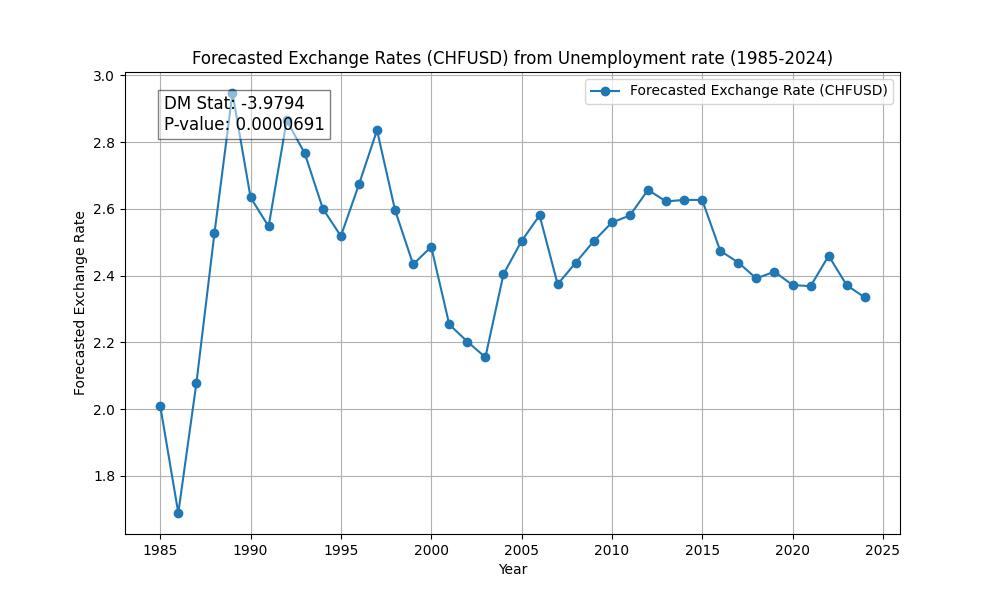 Forecasted Exchange Rates (CHFUSD) from Unemployment rate (1985-2024)
Forecasted Exchange Rate (CHFUSD)
DM Stat: -3.9794
P-value: 0.0000691
Forecasted Exchange Rate
3.0
2.8
2.6
2.4
2.2
2.0
1.8
1985 1990 1995 2000 2005 2010 2015 2020 2025
Year